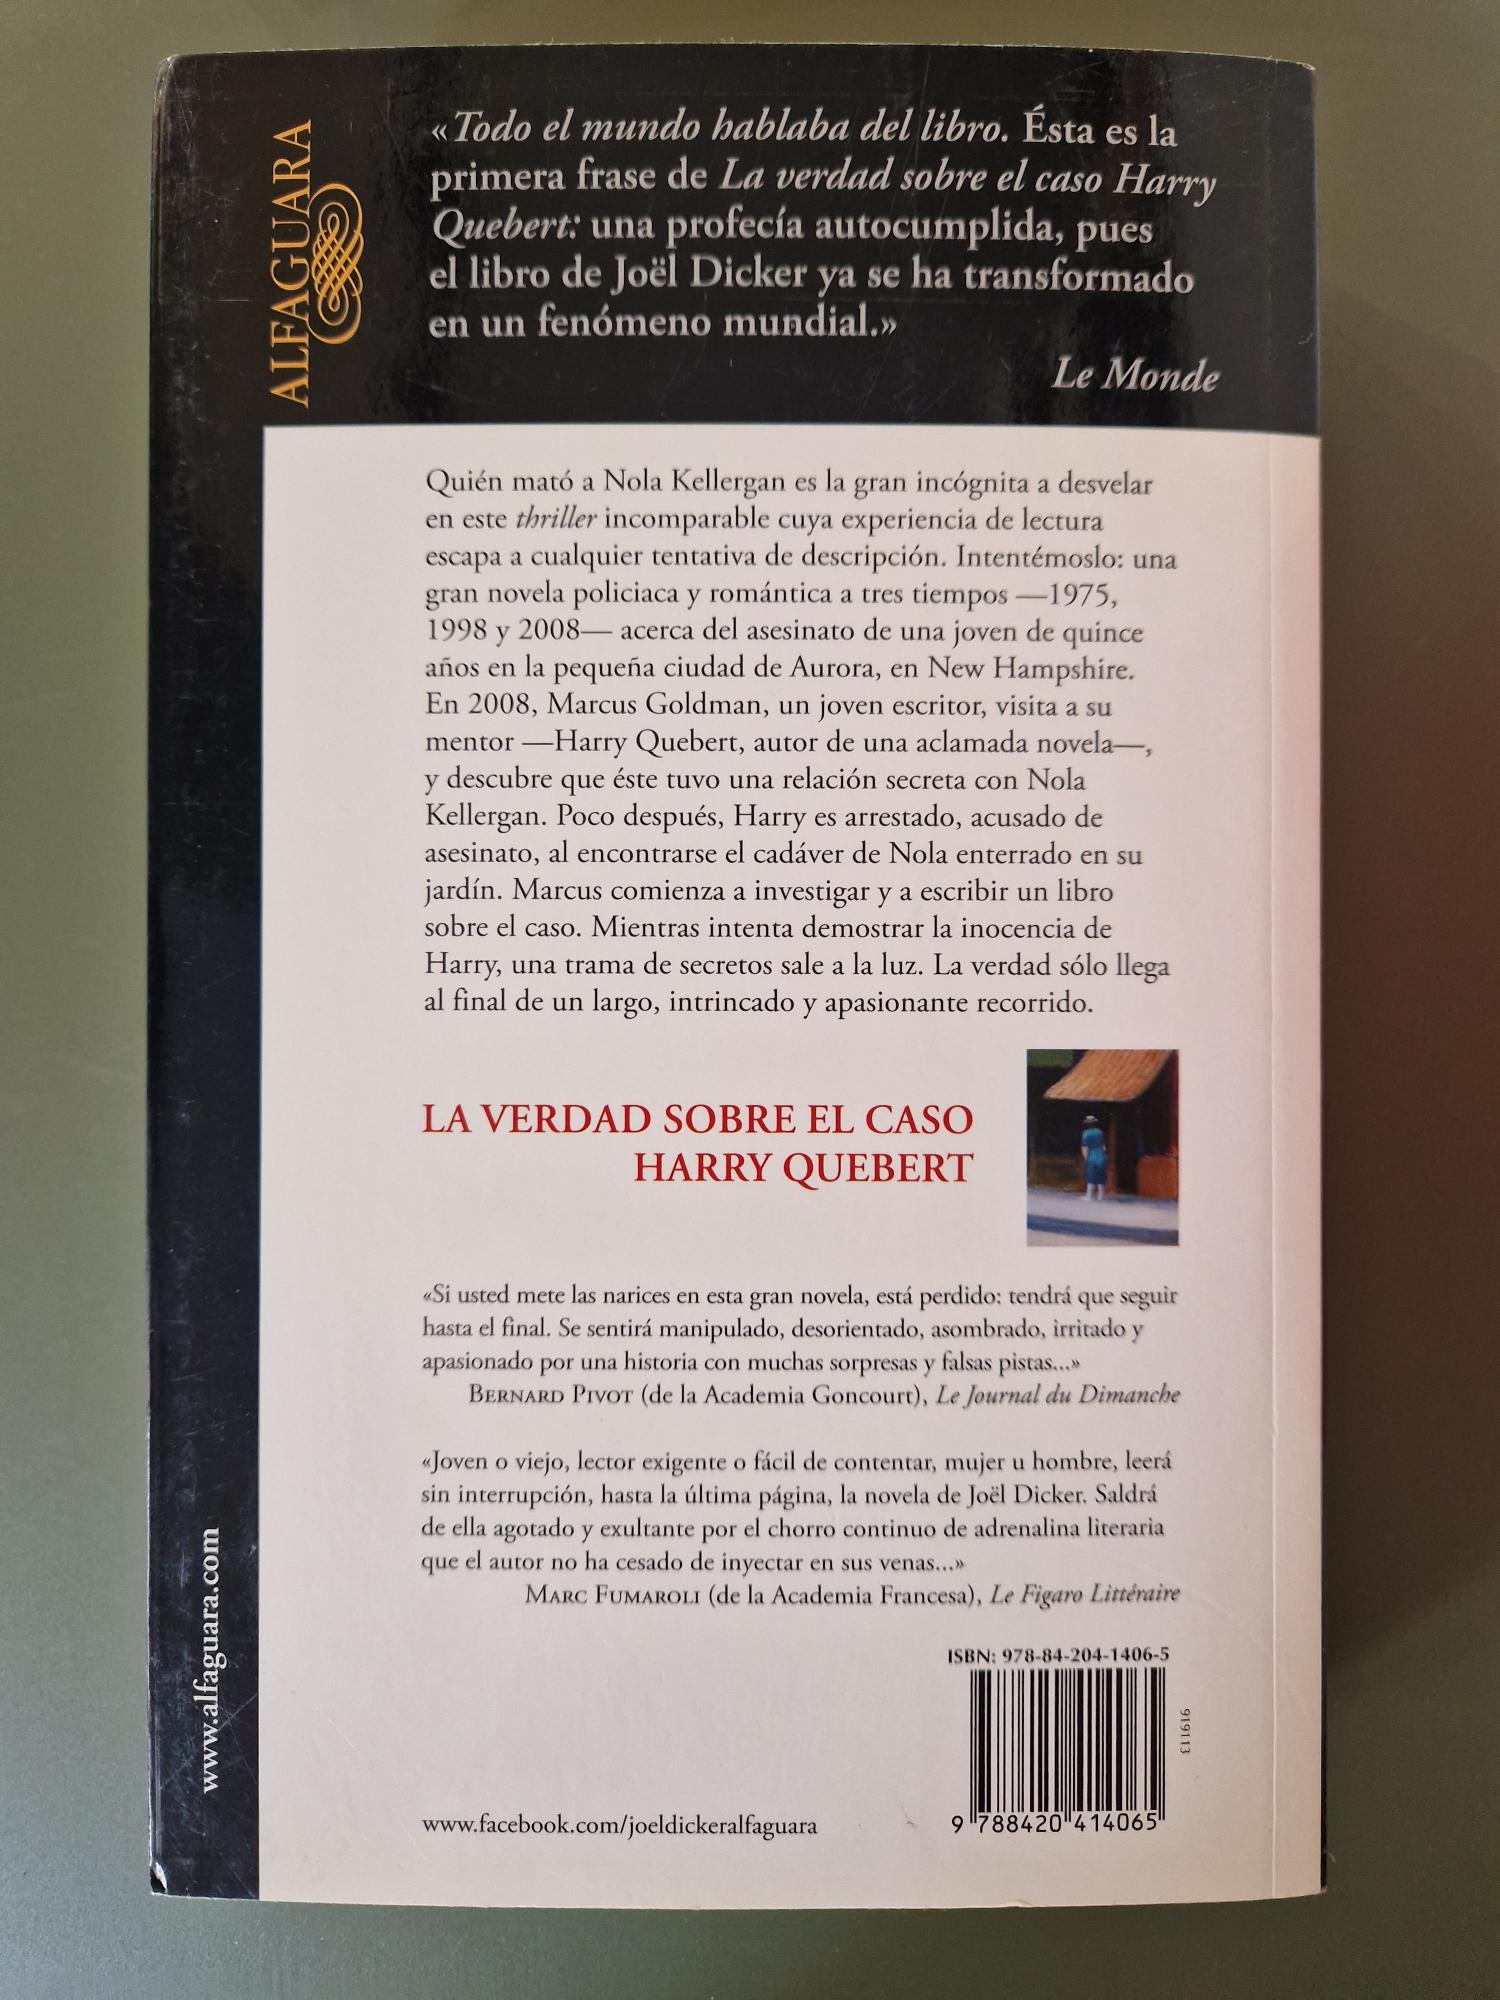 ALFAGUARA
«Todo el mundo hablaba del libro. Ésta es la
primera frase de La verdad sobre el caso Harry
Quebert: una profecía autocumplida, pues
el libro de Joël Dicker ya se ha transformado
en un fenómeno mundial.»
Le Monde
Quién mató a Nola Kellergan es la gran incógnita a desvelar
en este thriller incomparable cuya experiencia de lectura
escapa a cualquier tentativa de descripción. Intentémoslo: una
gran novela policiaca y romántica a tres tiempos —1975,
1998 y 2008— acerca del asesinato de una joven de quince
años en la pequeña ciudad de Aurora, en New Hampshire.
En 2008, Marcus Goldman, un joven escritor, visita a su
mentor —Harry Quebert, autor de una aclamada novela—,
y descubre que éste tuvo una relación secreta con Nola
Kellergan. Poco después, Harry es arrestado, acusado de
asesinato, al encontrarse el cadáver de Nola enterrado en su
jardín. Marcus comienza a investigar y a escribir un libro
sobre el caso. Mientras intenta demostrar la inocencia de
Harry, una trama de secretos sale a la luz. La verdad sólo llega
al final de un largo, intrincado y apasionante recorrido.
LA VERDAD SOBRE EL CASO
HARRY QUEBERT
«Si usted mete las narices en esta gran novela, está perdido: tendrá que seguir
hasta el final. Se sentirá manipulado, desorientado, asombrado, irritado y
apasionado por una historia con muchas sorpresas y falsas pistas...»
BERNARD PIVOT (de la Academia Goncourt), Le Journal du Dimanche
«Joven o viejo, lector exigente o fácil de contentar, mujer u hombre, leerá
sin interrupción, hasta la última página, la novela de Joël Dicker. Saldrá
de ella agotado y exultante por el chorro continuo de adrenalina literaria
que el autor no ha cesado de inyectar en sus venas...»
MARC FUMAROLI (de la Academia Francesa), Le Figaro Littéraire
ISBN: 978-84-204-1406-5
919113
9 788420 414065
www.facebook.com/joeldickeralfaguara
www.alfaguara.com